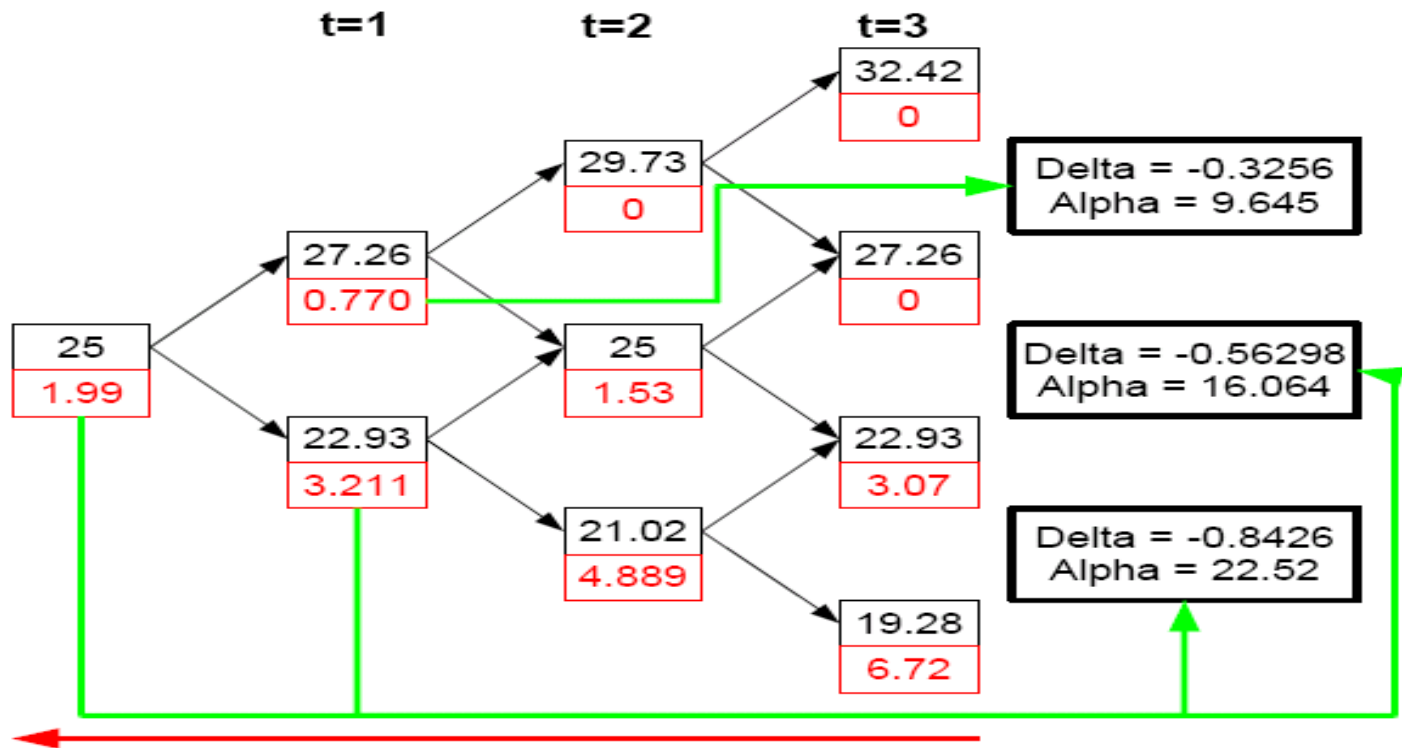 t=1 t=2 t=3
32.42
0
29.73
0
Delta = -0.3256
Alpha = 9.645
27.26
0.770
27.26
0
25
1.99
25
1.53
Delta = -0.56298
Alpha = 16.064
22.93
3.211
22.93
3.07
21.02
4.889
Delta = -0.8426
Alpha = 22.52
19.28
6.72